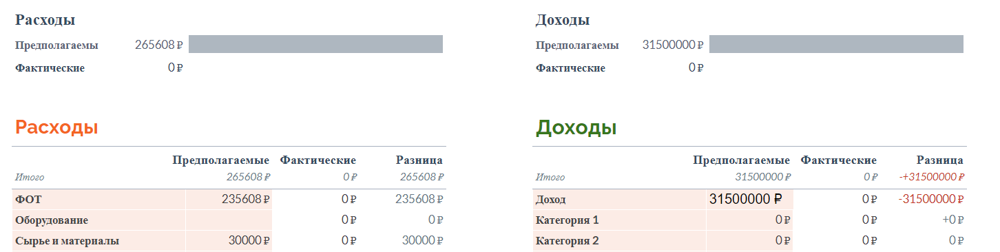 Расходы
Предполагаемы 265608 ₽
Фактические 0 ₽
Доходы
Предполагаемы 31500000 ₽
Фактические 0 ₽
Расходы
Предполагаемые Фактические Разница
Итого 265608 ₽ 0 ₽ 265608 ₽
ФОТ 235608 ₽ 0 ₽ 235608 ₽
Оборудование 0 ₽ 0 ₽
Сырье и материалы 30000 ₽ 0 ₽ 30000 ₽
Доходы
Предполагаемые Фактические Разница
Итого 31500000 ₽ 0 ₽ -+31500000 ₽
Доход 31500000 ₽ 0 ₽ -31500000 ₽
Категория 1 0 ₽ 0 ₽ +0 ₽
Категория 2 0 ₽ 0 ₽ 0 ₽